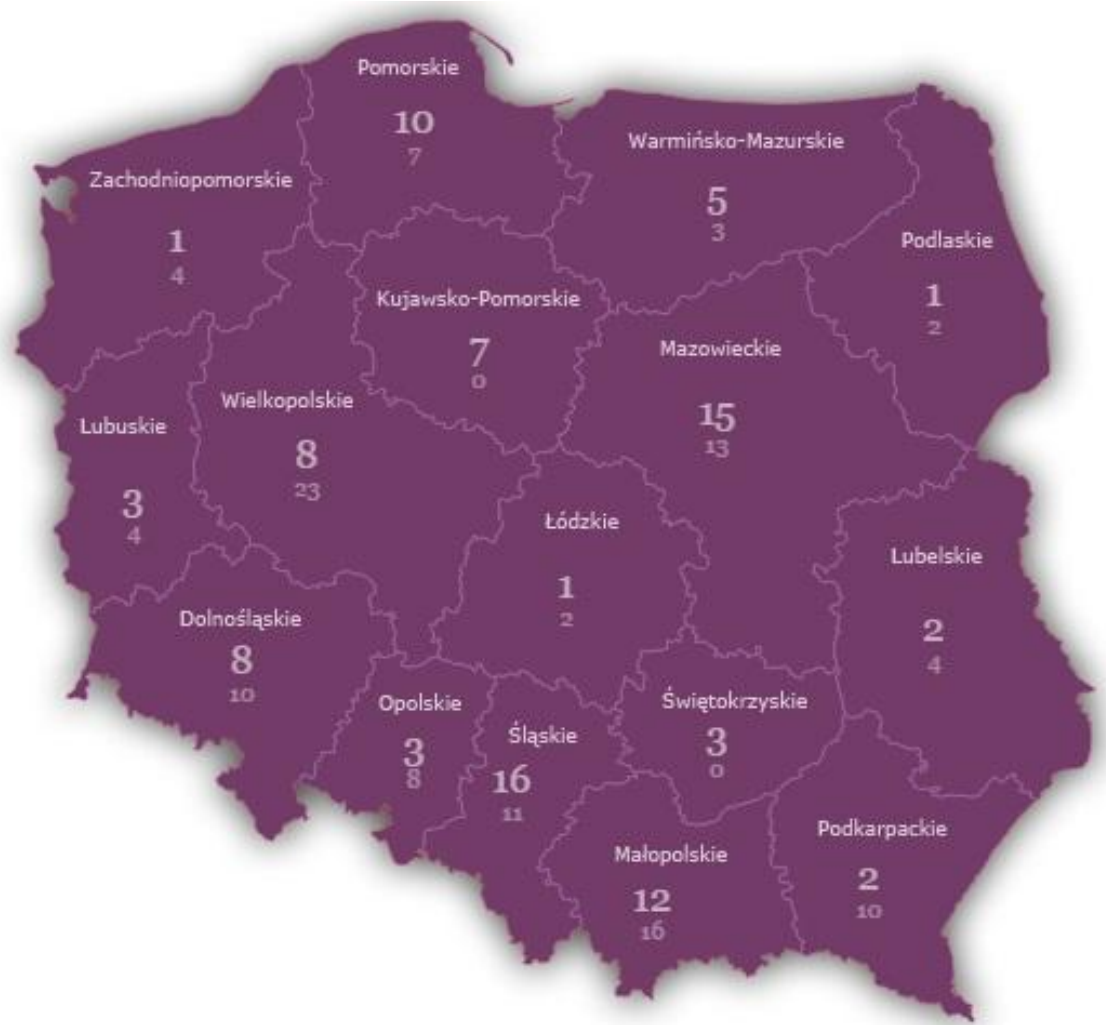 Pomorskie
10
7
Warmińsko-Mazurskie
5
3
Zachodniopomorskie
1
4
Podlaskie
1
2
Kujawsko-Pomorskie
7
0
Mazowieckie
15
13
Wielkopolskie
8
23
Lubuskie
3
4
Łódzkie
1
2
Lubelskie
2
4
Dolnośląskie
8
10
Opolskie
3
8
Śląskie
16
11
Świętokrzyskie
3
0
Małopolskie
12
16
Podkarpackie
2
10